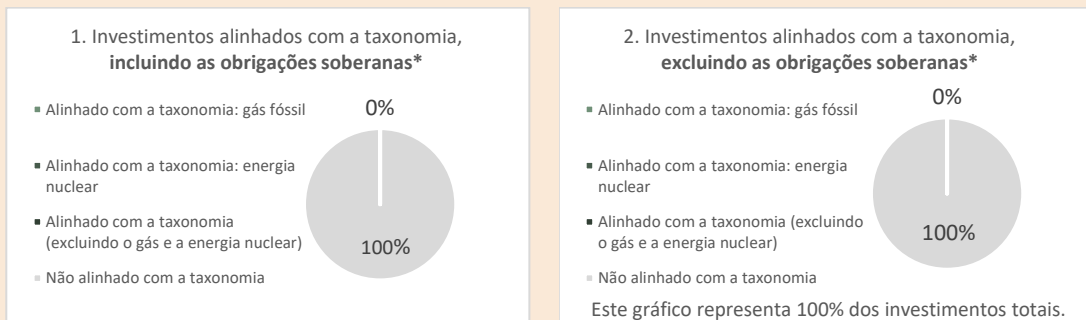 1. Investimentos alinhados com a taxonomia,
incluindo as obrigações soberanas*
Alinhado com a taxonomia: gás fóssil
Alinhado com a taxonomia: energia
nuclear
Alinhado com a taxonomia
(excluindo o gás e a energia nuclear)
Não alinhado com a taxonomia
0%
100%
2. Investimentos alinhados com a taxonomia,
excluindo as obrigações soberanas*
Alinhado com a taxonomia: gás fóssil
Alinhado com a taxonomia: energia
nuclear
Alinhado com a taxonomia (excluindo
o gás e a energia nuclear)
Não alinhado com a taxonomia
0%
100%
Este gráfico representa 100% dos investimentos totais.